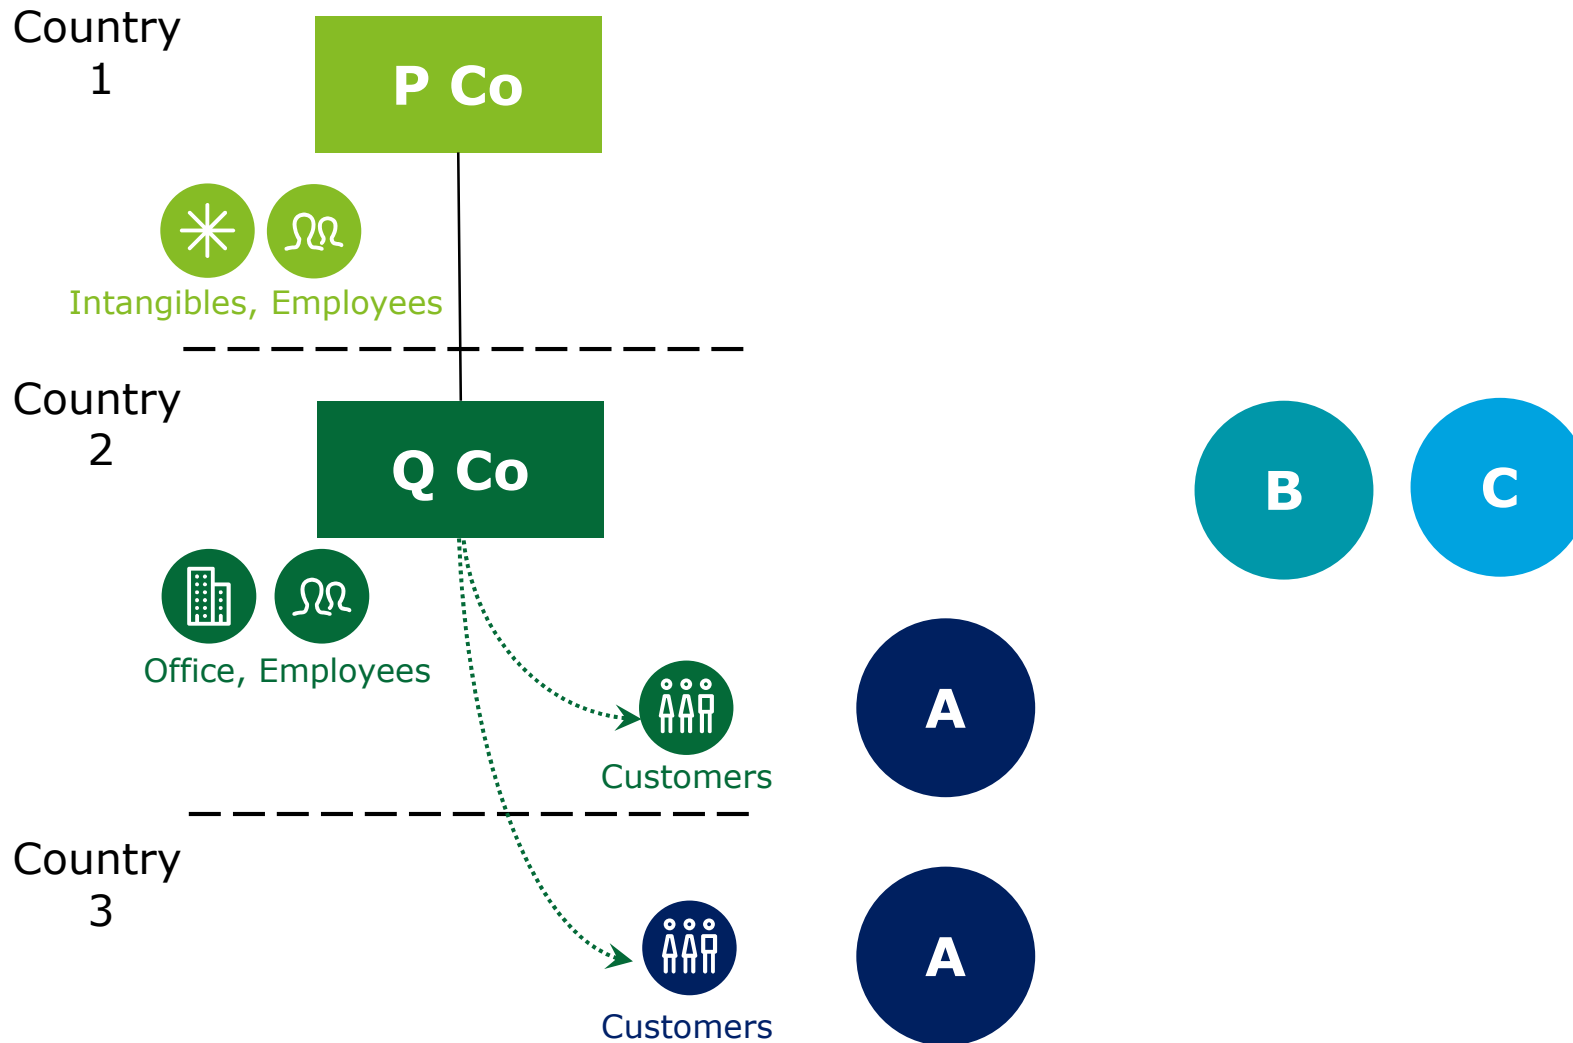 Country
1
P Co
Intangibles, Employees
Country
2
Q Co
B
C
Office, Employees
A
Customers
Country
3
A
Customers